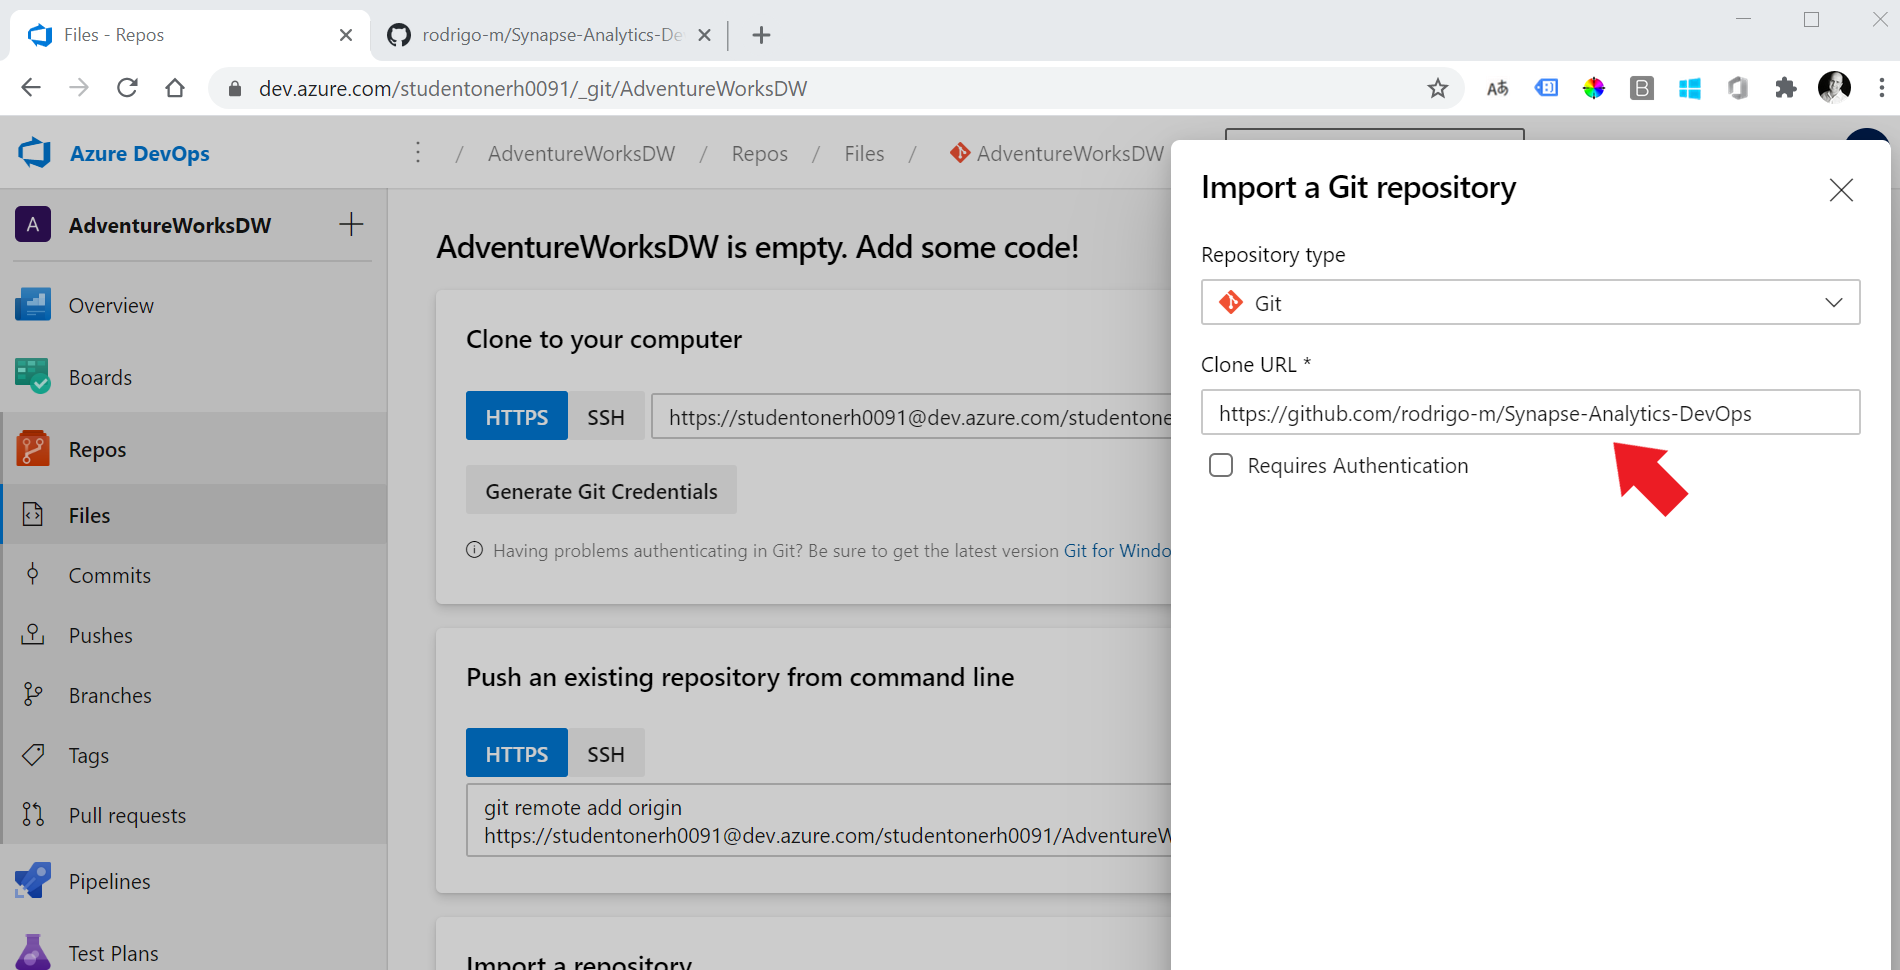 Files - Repos
rodrigo-m/Synapse-Analytics-De
dev.azure.com/studentonerh0091/_git/AdventureWorksDW
Aあ
B
Azure DevOps
/ AdventureWorksDW / Repos / Files / AdventureWorksDW
A AdventureWorksDW
Overview
Boards
Repos
Files
Commits
Pushes
Branches
Tags
Pull requests
Pipelines
Test Plans
AdventureWorksDW is empty. Add some code!
Clone to your computer
HTTPS SSH https://studentonerh0091@dev.azure.com/studentone
Generate Git Credentials
Having problems authenticating in Git? Be sure to get the latest version Git for Windo
Push an existing repository from command line
HTTPS SSH
git remote add origin
https://studentonerh0091@dev.azure.com/studentonerh0091/AdventureW
Import a repository
Import a Git repository
Repository type
Git
Clone URL *
https://github.com/rodrigo-m/Synapse-Analytics-DevOps
Requires Authentication